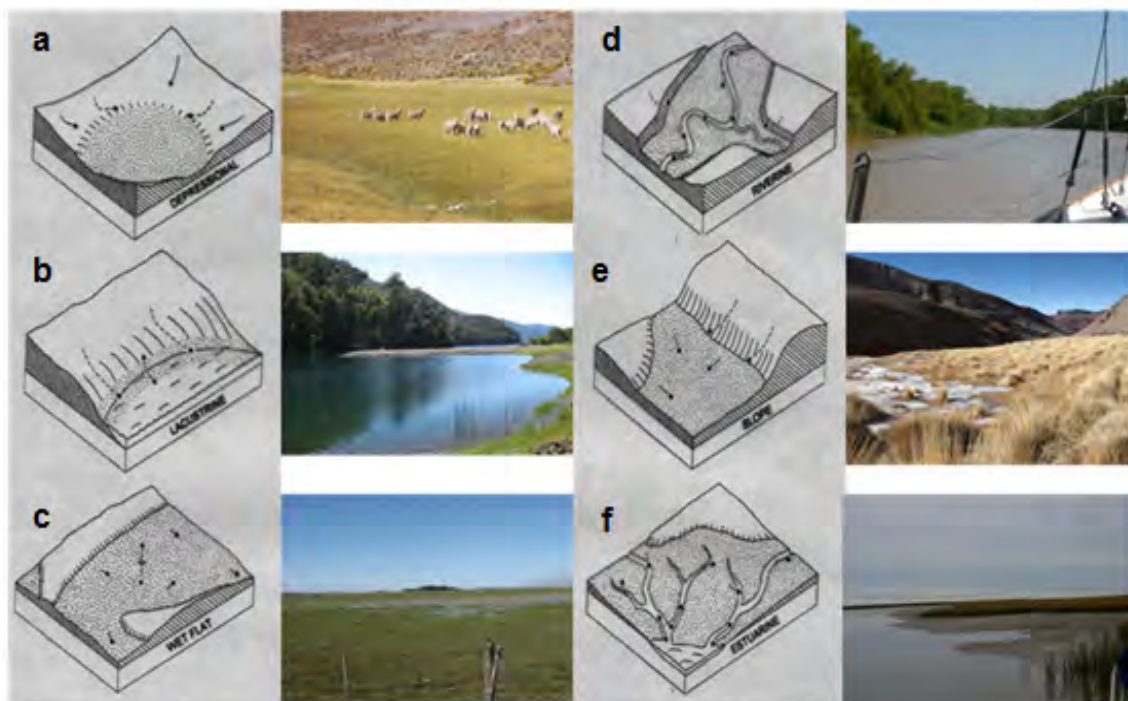 a
DEPRESSIONAL
b
LACUSTRINE
c
WET FLAT
d
RIVERINE
e
SLOPE
f
ESTUARINE